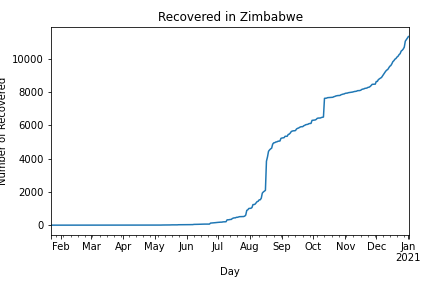 Recovered in Zimbabwe
Number of Recovered
10000
8000
6000
4000
2000
0
Feb Mar Apr May Jun Jul Aug Sep Oct Nov Dec Jan
2021
Day